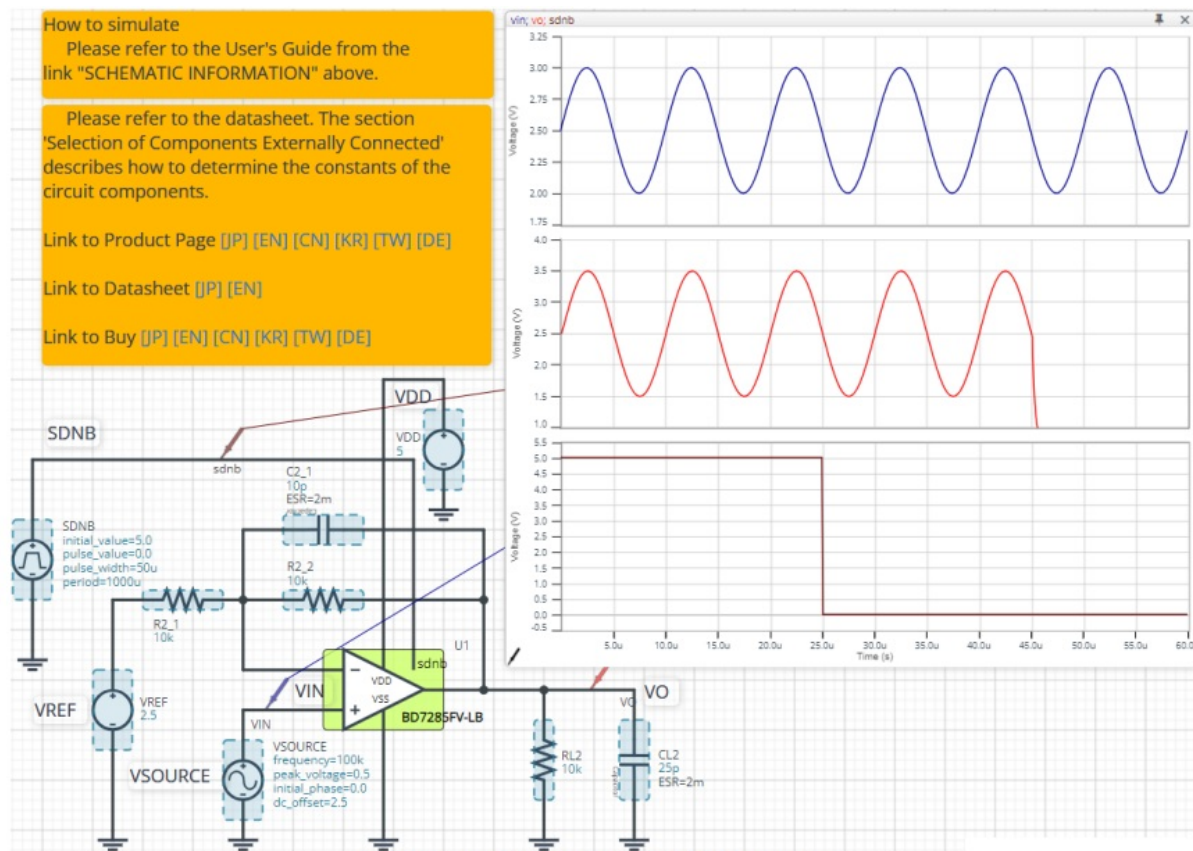 How to simulate
Please refer to the User's Guide from the
link "SCHEMATIC INFORMATION" above.
Please refer to the datasheet. The section
'Selection of Components Externally Connected'
describes how to determine the constants of the
circuit components.
Link to Product Page [JP] [EN] [CN] [KR] [TW] [DE]
Link to Datasheet [JP] [EN]
Link to Buy [JP] [EN] [CN] [KR] [TW] [DE]
vin; vo; sdnb
3.25
3.00
2.75
2.50
2.25
2.00
1.75
Voltage (V)
4.0
3.5
3.0
2.5
2.0
1.5
1.0
Voltage (V)
5.5
5.0
4.5
4.0
3.5
3.0
2.5
2.0
1.5
1.0
0.5
0.0
-0.5
Voltage (V)
5.0u 10.0u 15.0u 20.0u 25.0u 30.0u 35.0u 40.0u 45.0u 50.0u 55.0u 60.0
Time (s)
VDD
VDD
5
SDNB
sdnb
C2_1
10p
ESR=2m
SDNB
initial_value=5.0
pulse_value=0.0
pulse_width=50u
period=1000u
R2_2
10k
R2_1
10k
U1
sdnb
VDD
VSS
BD7285FV-LB
VREF
VREF
2.5
VIN
VIN
VSOURCE
VSOURCE
frequency=100k
peak_voltage=0.5
initial_phase=0.0
dc_offset=2.5
VO
VO
RL2
10k
CL2
25p
ESR=2m